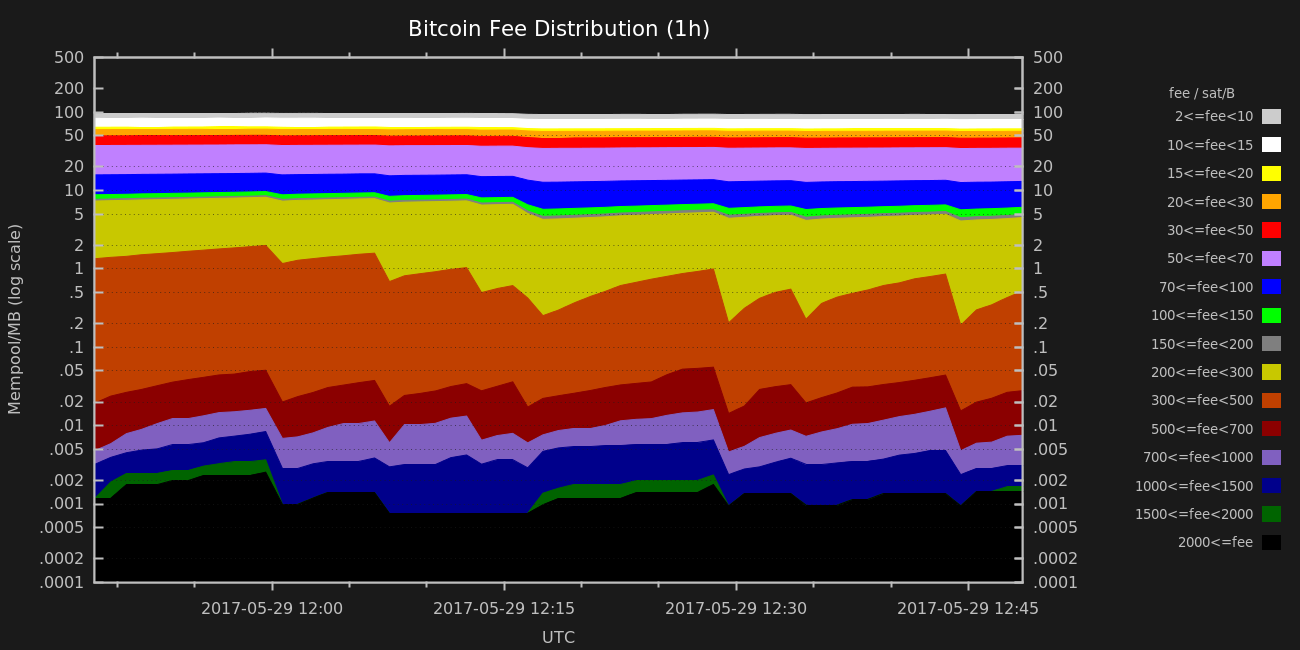 Bitcoin Fee Distribution (1h)
500
200
100
50
20
10
5
2
1
.5
.2
.1
.05
.02
.01
.005
.002
.001
.0005
.0002
.0001
Mempool/MB (log scale)
500
200
100
50
20
10
5
2
1
.5
.2
.1
.05
.02
.01
.005
.002
.001
.0005
.0002
.0001
2017-05-29 12:00
2017-05-29 12:15
2017-05-29 12:30
2017-05-29 12:45
UTC
fee / sat/B
2<=fee<10
10<=fee<15
15<=fee<20
20<=fee<30
30<=fee<50
50<=fee<70
70<=fee<100
100<=fee<150
150<=fee<200
200<=fee<300
300<=fee<500
500<=fee<700
700<=fee<1000
1000<=fee<1500
1500<=fee<2000
2000<=fee